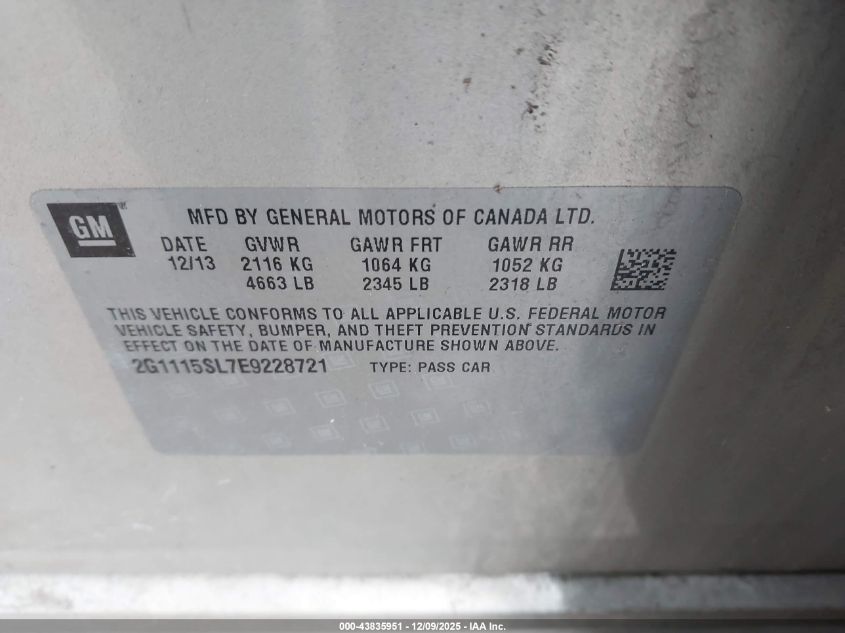 GM
MFD BY GENERAL MOTORS OF CANADA LTD.
DATE GVWR GAWR FRT GAWR RR
12/13 2116 KG 1064 KG 1052 KG
4663 LB 2345 LB 2318 LB
THIS VEHICLE CONFORMS TO ALL APPLICABLE U.S. FEDERAL MOTOR
VEHICLE SAFETY, BUMPER, AND THEFT PREVENTION STANDARDS IN
EFFECT ON THE DATE OF MANUFACTURE SHOWN ABOVE.
2G1115SL7E9228721 TYPE: PASS CAR
000-43835951 - 12/09/2025 - IAA Inc.